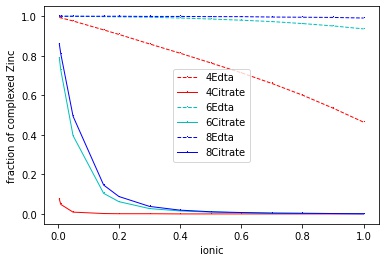 1.0
0.8
0.6
0.4
0.2
0.0
fraction of complexed Zinc
4Edta
4Citrate
6Edta
6Citrate
8Edta
8Citrate
0.0 0.2 0.4 0.6 0.8 1.0
ionic